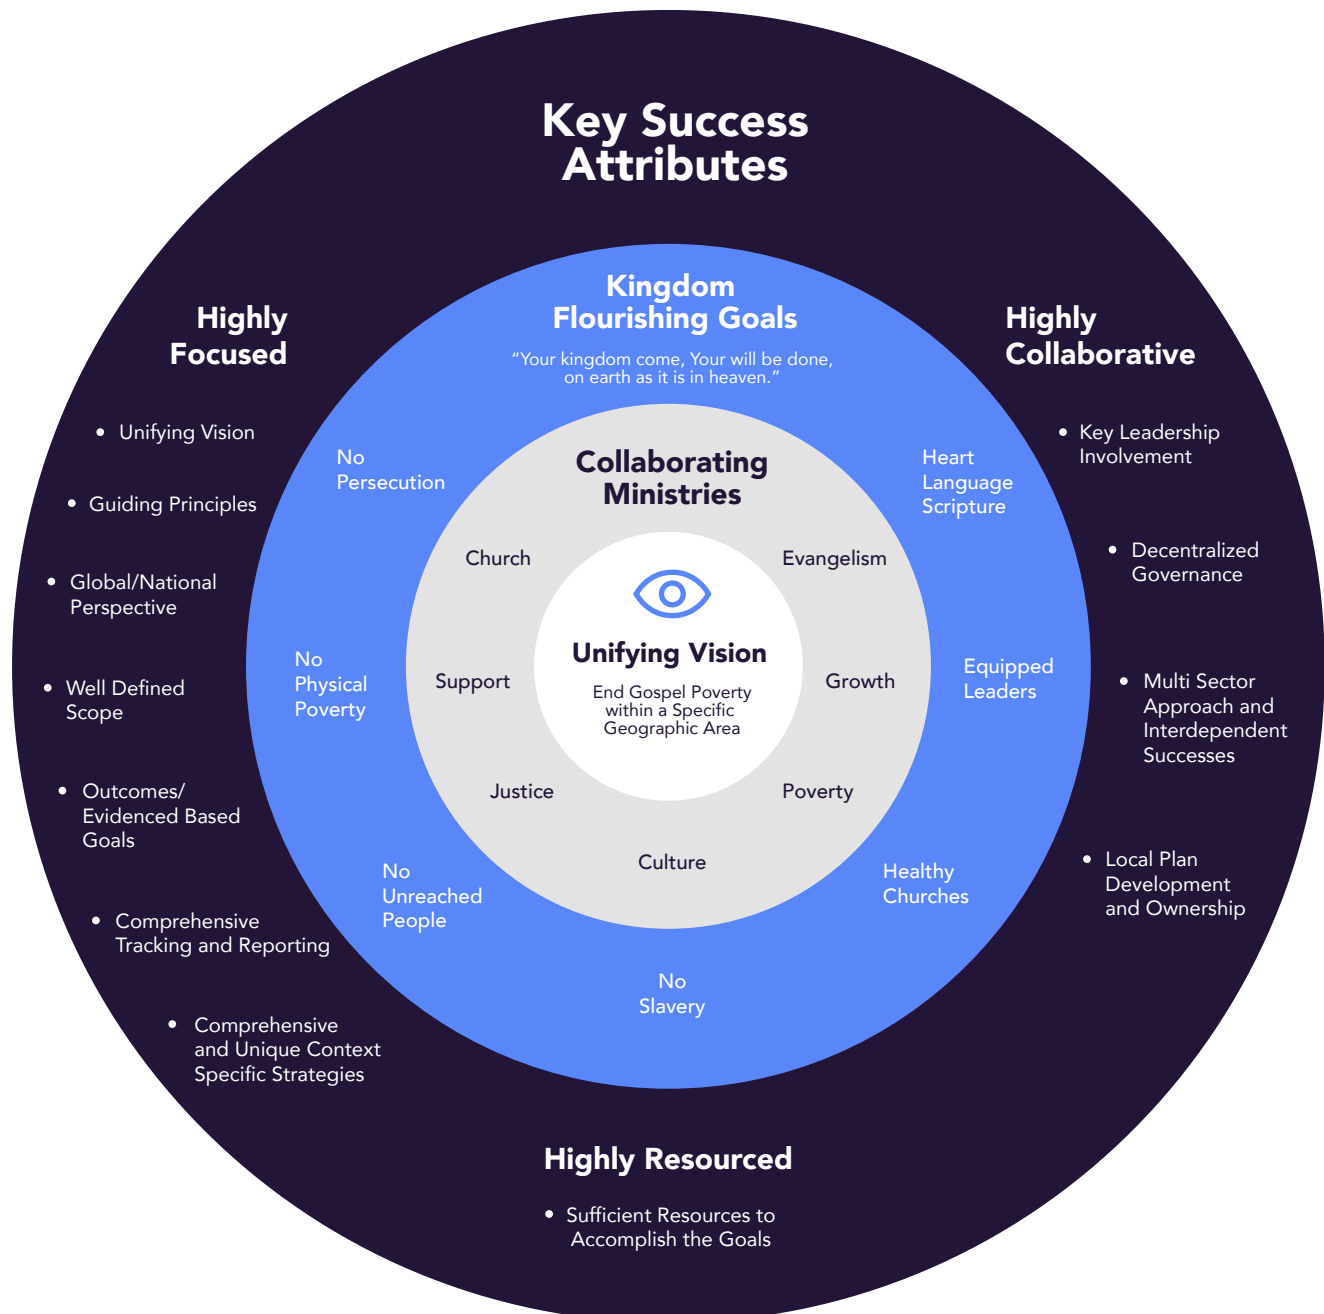 Key Success
Attributes
Highly
Focused
• Unifying Vision
• Guiding Principles
• Global/National
Perspective
• Well Defined
Scope
• Outcomes/
Evidenced Based
Goals
• Comprehensive
Tracking and Reporting
• Comprehensive
and Unique Context
Specific Strategies
Highly
Collaborative
• Key Leadership
Involvement
• Decentralized
Governance
• Multi Sector
Approach and
Interdependent
Successes
• Local Plan
Development
and Ownership
Highly Resourced
• Sufficient Resources to
Accomplish the Goals
Kingdom
Flourishing Goals
“Your kingdom come, Your will be done,
on earth as it is in heaven.”
No
Persecution
Heart
Language
Scripture
No
Physical
Poverty
Equipped
Leaders
No
Unreached
People
Healthy
Churches
No
Slavery
Collaborating
Ministries
Church
Evangelism
Support
Growth
Justice
Poverty
Culture
Unifying Vision
End Gospel Poverty
within a Specific
Geographic Area